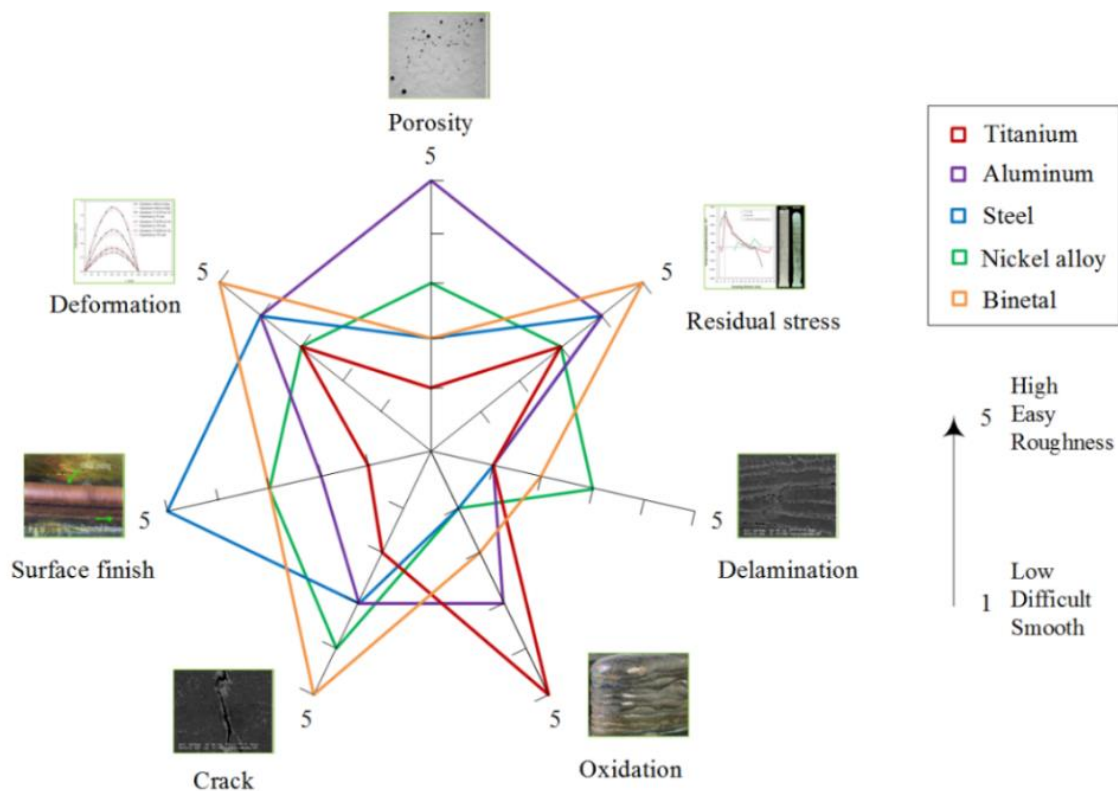 Porosity
5
Deformation
5
5
Residual stress
Surface finish
5
5
Delamination
Crack
5
5
Oxidation
Titanium
Aluminum
Steel
Nickel alloy
Binetal
5
High
Easy
Roughness
1
Low
Difficult
Smooth